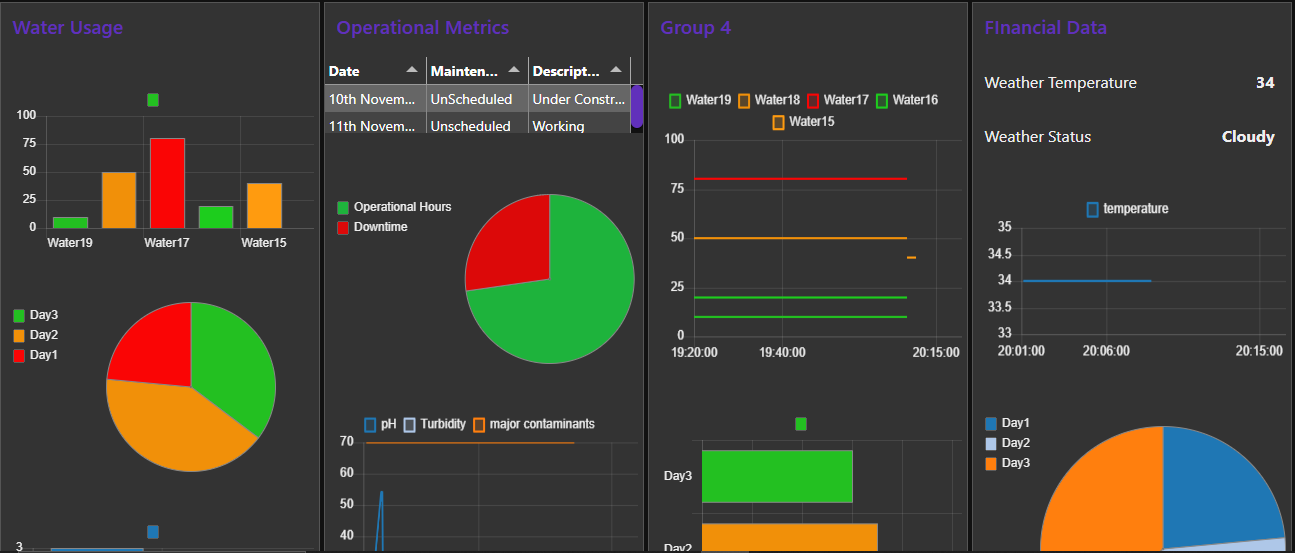 Water Usage
100
75
50
25
0
Water19 Water17 Water15
Day3
Day2
Day1
3
Operational Metrics
Date Mainten... Descript...
10th Novem... UnScheduled Under Constr...
11th Novem... Unscheduled Working
Operational Hours
Downtime
pH Turbidity major contaminants
70
60
50
40
Group 4
Water19 Water18 Water17 Water16
Water15
100
75
50
25
0
19:20:00 19:40:00 20:15:00
Day3
Day2
FInancial Data
Weather Temperature 34
Weather Status Cloudy
temperature
35
34.5
34
33.5
33
20:01:00 20:06:00 20:15:00
Day1
Day2
Day3